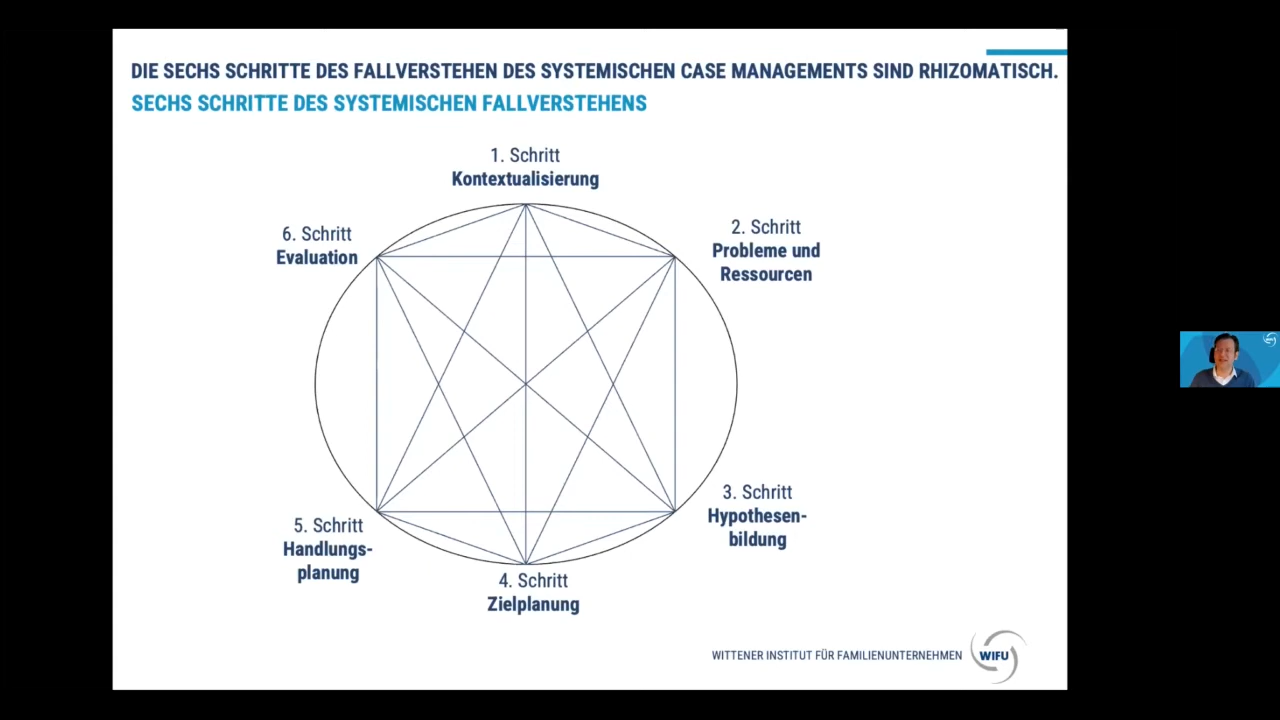 DIE SECHS SCHRITTE DES FALLVERSTEHEN DES SYSTEMISCHEN CASE MANAGEMENTS SIND RHIZOMATISCH.
SECHS SCHRITTE DES SYSTEMISCHEN FALLVERSTEHENS
1. Schritt
Kontextualisierung
2. Schritt
Probleme und
Ressourcen
3. Schritt
Hypothesen-
bildung
4. Schritt
Zielplanung
5. Schritt
Handlungs-
planung
6. Schritt
Evaluation
WITTENER INSTITUT FÜR FAMILIENUNTERNEHMEN
WIFU